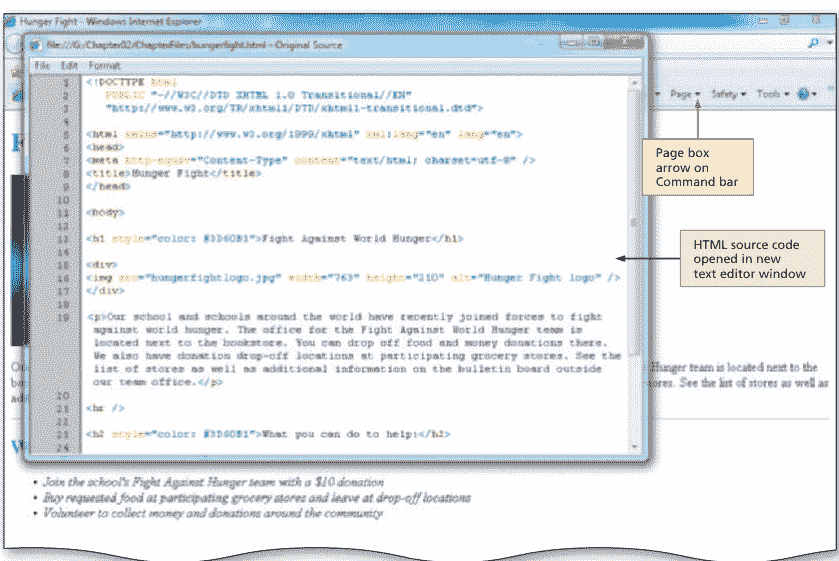 Hunger Fight - Windows Internet Explorer
file:///G:/Chapter02/ChapterFiles/hungerfight.html - Original Source
File Edit Format
Page Safety Tools
1 <!DOCTYPE html
2 PUBLIC "-//W3C//DTD XHTML 1.0 Transitional//EN"
3 "http://www.w3.org/TR/xhtml1/DTD/xhtml1-transitional.dtd">
4
5 <html xmlns="http://www.w3.org/1999/xhtml" xml:lang="en" lang="en">
6 <head>
7 <meta http-equiv="Content-Type" content="text/html; charset=utf-8" />
8 <title>Hunger Fight</title>
9 </head>
10
11 <body>
12
13 <h1 style="color: #3D60B1">Fight Against World Hunger</h1>
14
15 <div>
16 <img src="hungerfightlogo.jpg" width="763" height="210" alt="Hunger Fight logo" />
17 </div>
18
19 <p>Our school and schools around the world have recently joined forces to fight
against world hunger. The office for the Fight Against World Hunger team is
located next to the bookstore. You can drop off food and money donations there.
We also have donation drop-off locations at participating grocery stores. See the
list of stores as well as additional information on the bulletin board outside
our team office.</p>
20
21 <hr />
22
23 <h2 style="color: #3D60B1">What you can do to help:</h2>
24
Page box
arrow on
Command bar
HTML source code
opened in new
text editor window
Hunger team is located next to the
stores. See the list of stores as well as
• Join the school's Fight Against Hunger team with a $10 donation
• Buy requested food at participating grocery stores and leave at drop-off locations
• Volunteer to collect money and donations around the community